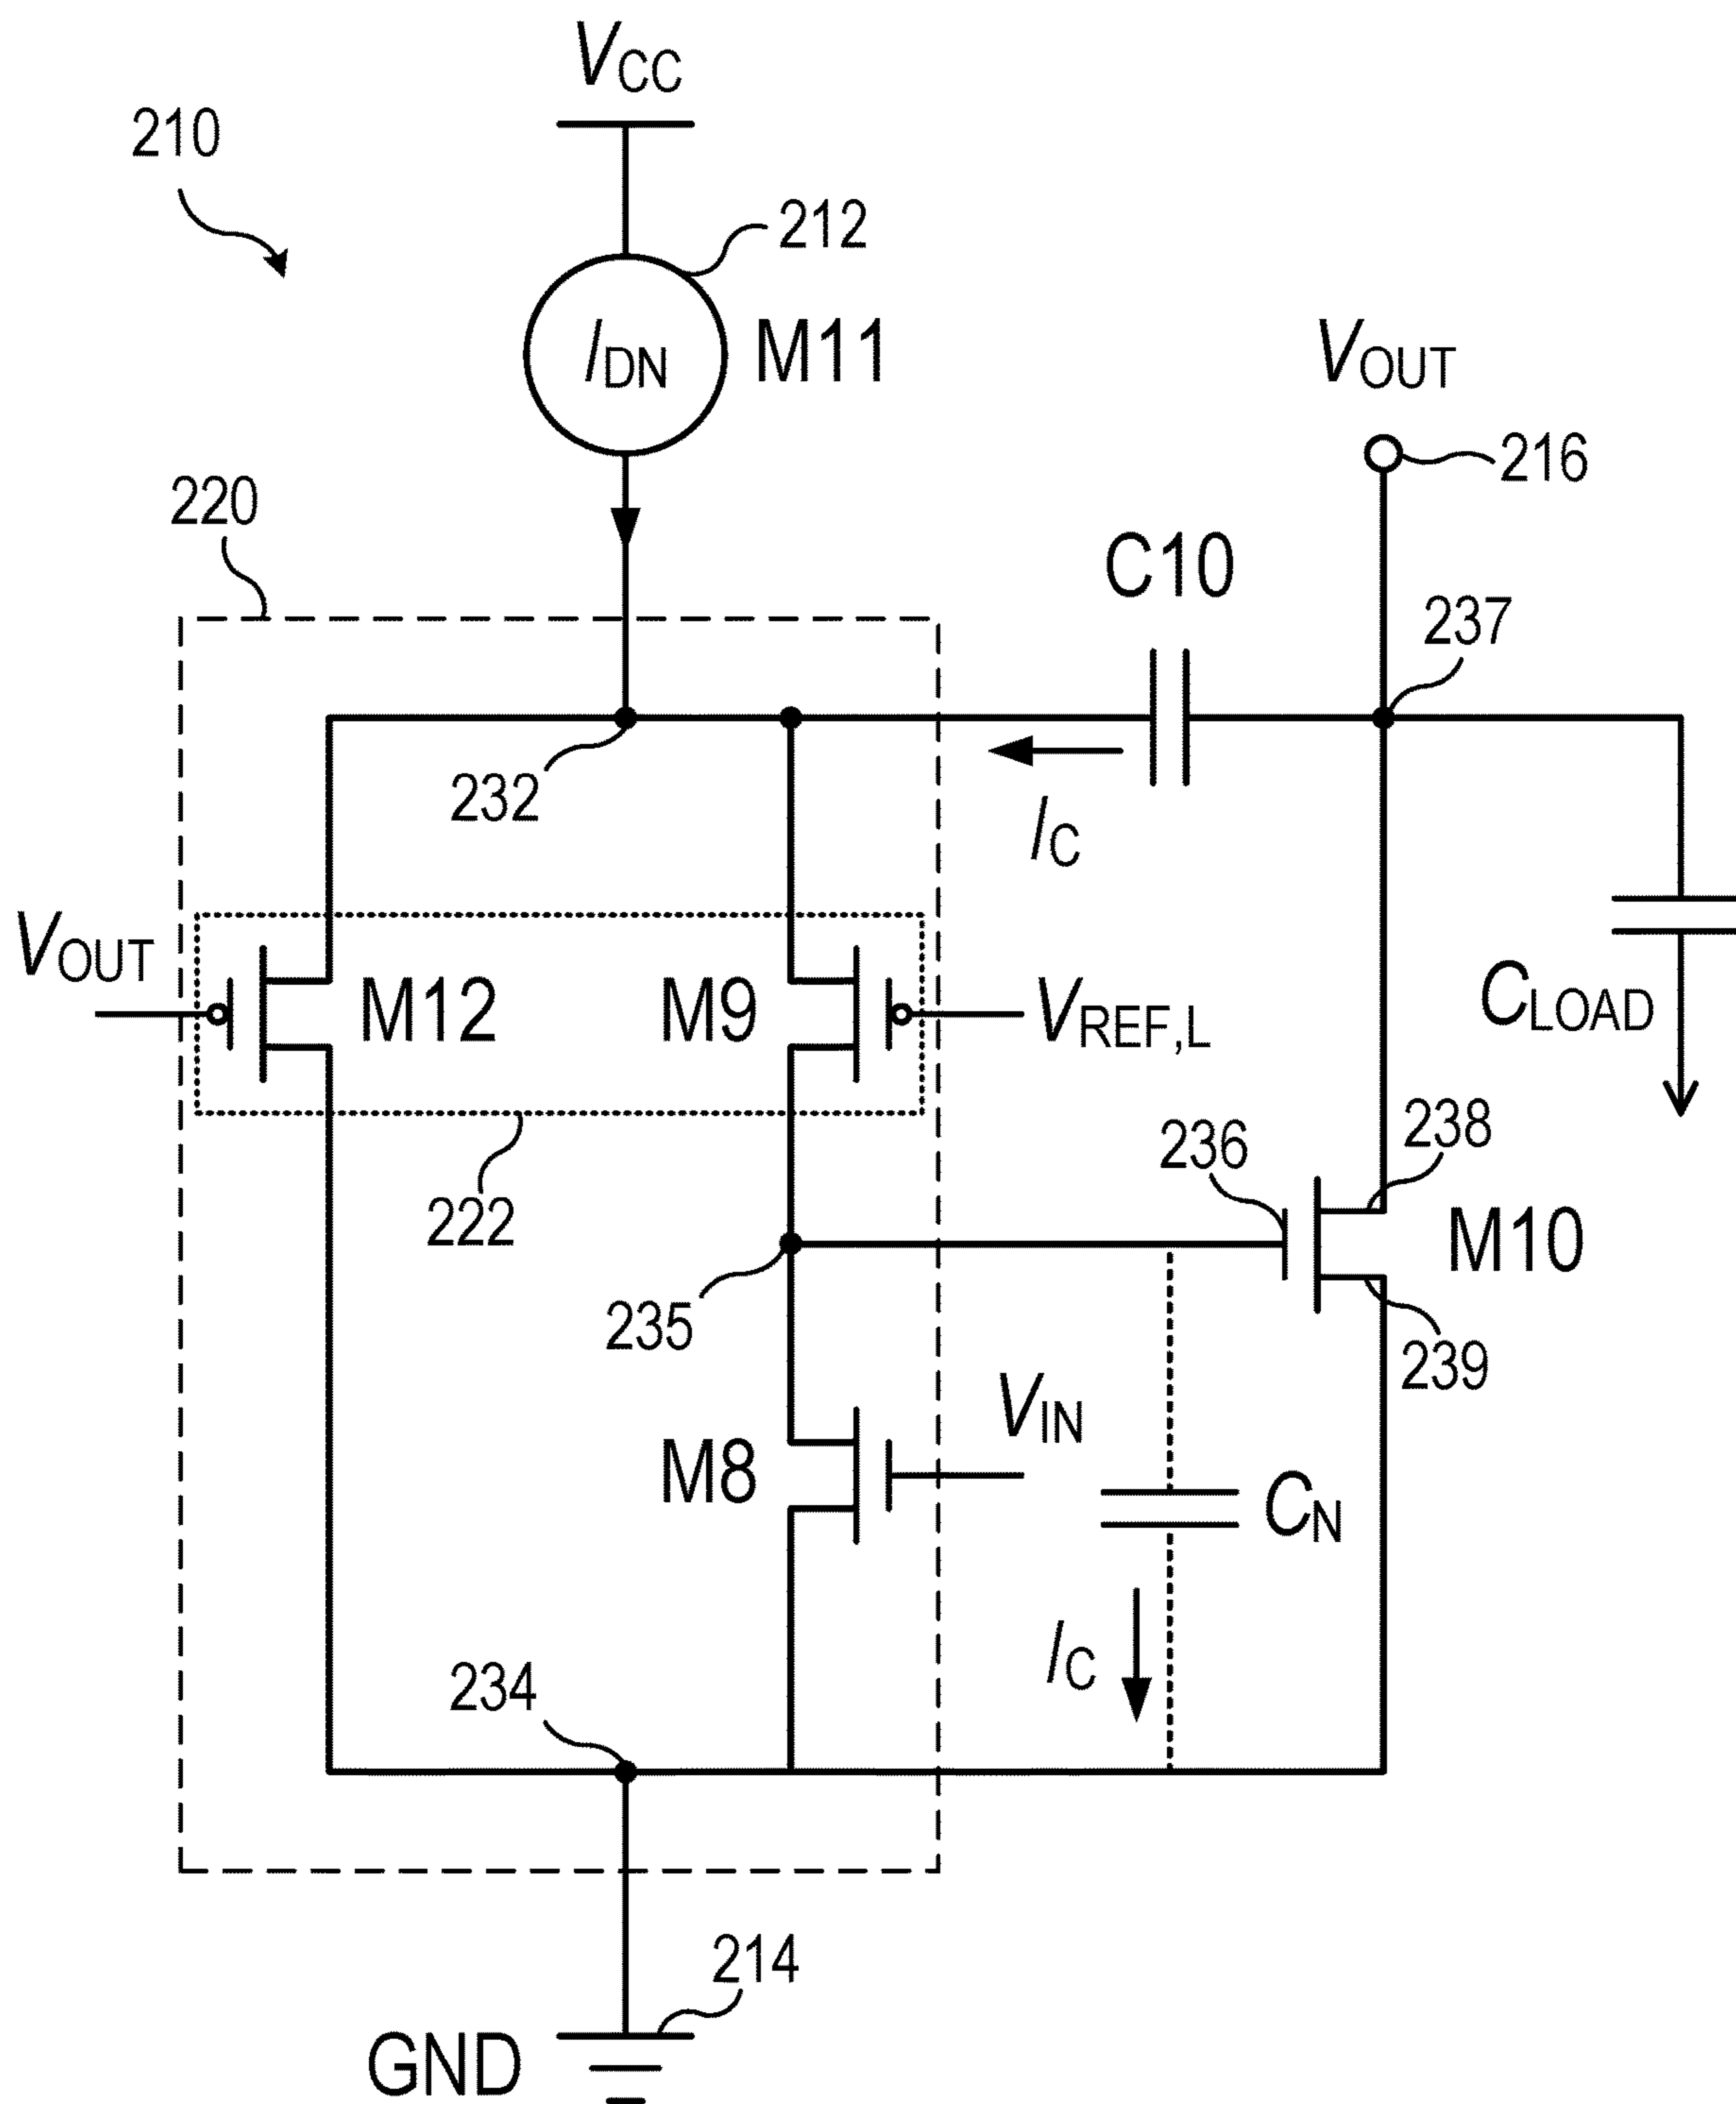 VCC
210
212
IDN
M11
VOUT
216
220
C10
237
232
IC
VOUT
M12
M9
VREF,L
CLOAD
236
238
222
M10
235
239
VIN
M8
CN
IC
234
214
GND